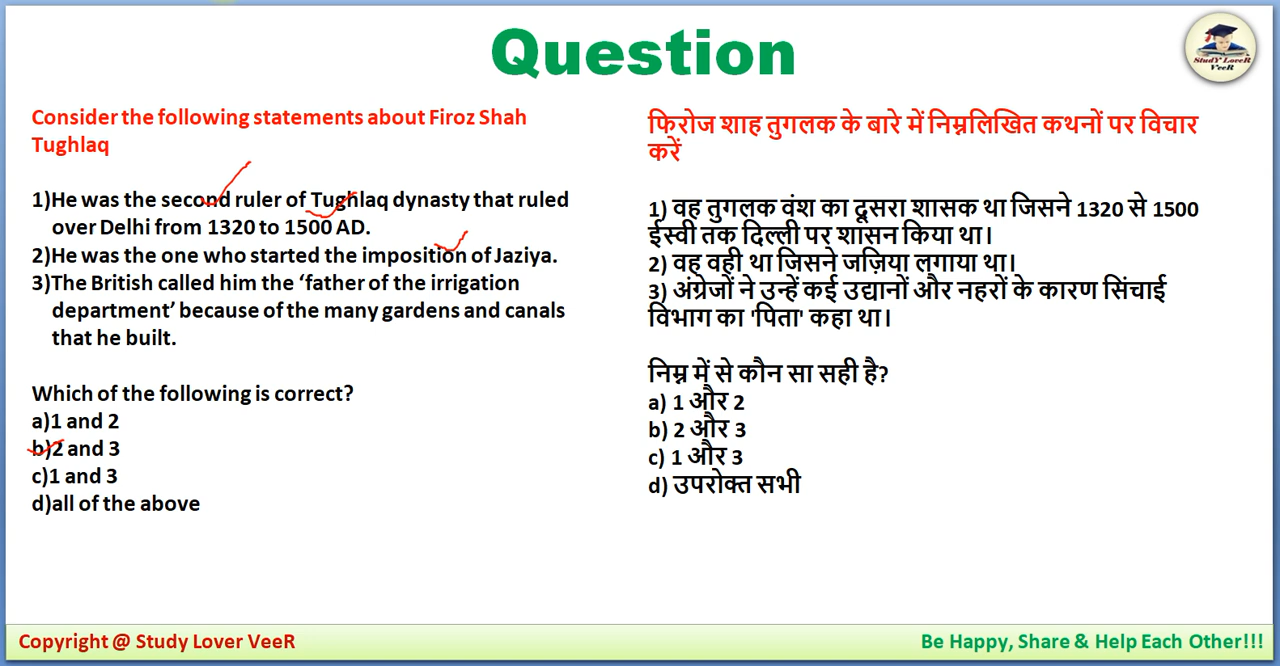 Question
StudY LoveR
VeeR
Consider the following statements about Firoz Shah
Tughlaq
1)He was the second ruler of Tughlaq dynasty that ruled
over Delhi from 1320 to 1500 AD.
2)He was the one who started the imposition of Jaziya.
3)The British called him the ‘father of the irrigation
department’ because of the many gardens and canals
that he built.
Which of the following is correct?
a)1 and 2
b)2 and 3
c)1 and 3
d)all of the above
फिरोज शाह तुगलक के बारे में निम्नलिखित कथनों पर विचार
करें
1) वह तुगलक वंश का दूसरा शासक था जिसने 1320 से 1500
ईस्वी तक दिल्ली पर शासन किया था।
2) वह वही था जिसने जज़िया लगाया था।
3) अंग्रेजों ने उन्हें कई उद्यानों और नहरों के कारण सिंचाई
विभाग का 'पिता' कहा था।
निम्न में से कौन सा सही है?
a) 1 और 2
b) 2 और 3
c) 1 और 3
d) उपरोक्त सभी
Copyright @ Study Lover VeeR
Be Happy, Share & Help Each Other!!!